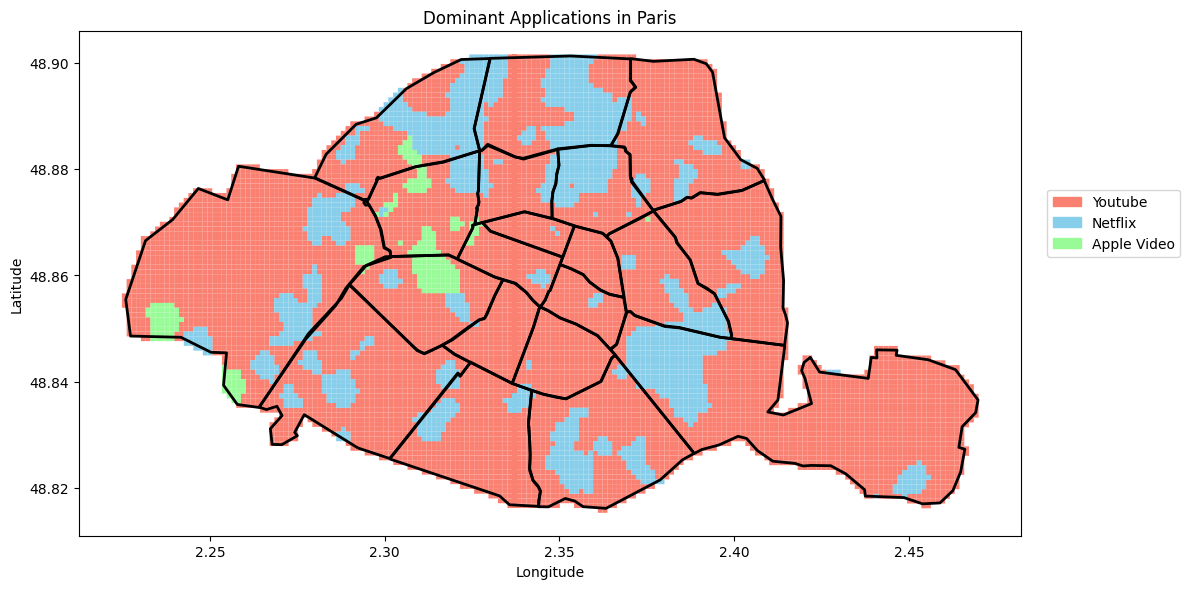 Dominant Applications in Paris
48.90
48.88
48.86
48.84
48.82
Latitude
2.25
2.30
2.35
2.40
2.45
Longitude
Youtube
Netflix
Apple Video